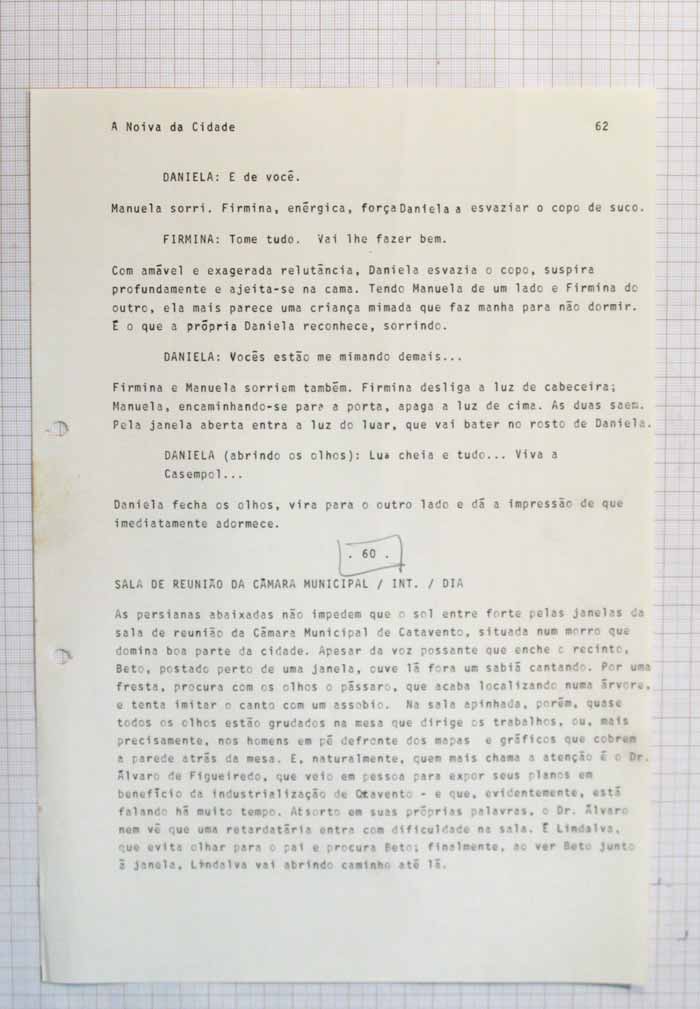 A Noiva da Cidade 62
DANIELA: E de você.
Manuela sorri. Firmina, enérgica, força Daniela a esvaziar o copo de suco.
FIRMINA: Tome tudo. Vai lhe fazer bem.
Com amável e exagerada relutância, Daniela esvazia o copo, suspira
profundamente e ajeita-se na cama. Tendo Manuela de um lado e Firmina do
outro, ela mais parece uma criança mimada que faz manha para não dormir.
É o que a própria Daniela reconhece, sorrindo.
DANIELA: Vocês estão me mimando demais...
Firmina e Manuela sorriem também. Firmina desliga a luz de cabeceira;
Manuela, encaminhando-se para a porta, apaga a luz de cima. As duas saem.
Pela janela aberta entra a luz do luar, que vai bater no rosto de Daniela.
DANIELA (abrindo os olhos): Lua cheia e tudo... Viva a
Casempol...
Daniela fecha os olhos, vira para o outro lado e dá a impressão de que
imediatamente adormece.
. 60 .
SALA DE REUNIÃO DA CÂMARA MUNICIPAL / INT. / DIA
As persianas abaixadas não impedem que o sol entre forte pelas janelas da
sala de reunião da Câmara Municipal de Catavento, situada num morro que
domina boa parte da cidade. Apesar da voz possante que enche o recinto,
Beto, postado perto de uma janela, ouve lá fora um sabiá cantando. Por uma
fresta, procura com os olhos o pássaro, que acaba localizando numa árvore,
e tenta imitar o canto com um assobio. Na sala apinhada, porém, quase
todos os olhos estão grudados na mesa que dirige os trabalhos, ou, mais
precisamente, nos homens em pé defronte dos mapas e gráficos que cobrem
a parede atrás da mesa. E, naturalmente, quem mais chama a atenção é o Dr.
Álvaro de Figueiredo, que veio em pessoa para expor seus planos em
benefício da industrialização de Catavento - e que, evidentemente, está
falando há muito tempo. Absorto em suas próprias palavras, o Dr. Álvaro
nem vê que uma retardatária entra com dificuldade na sala. É Lindalva,
que evita olhar para o pai e procura Beto; finalmente, ao ver Beto junto
à janela, Lindalva vai abrindo caminho até lá.